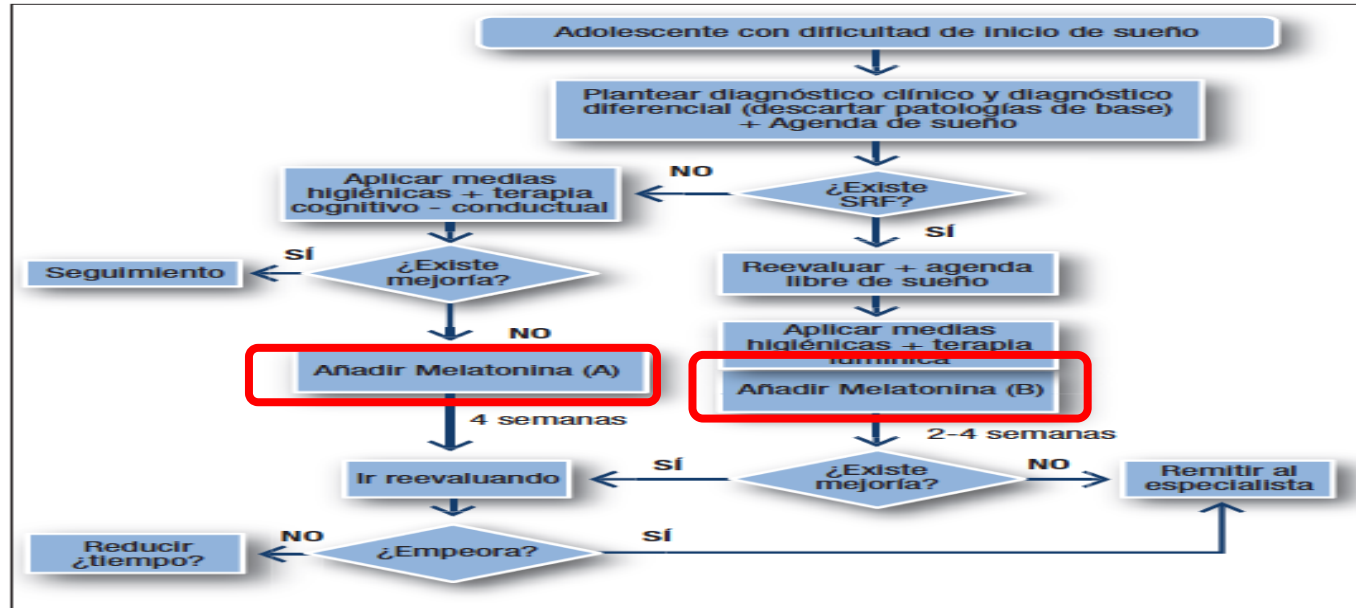 Adolescente con dificultad de inicio de sueño
Plantear diagnóstico clínico y diagnóstico
diferencial (descartar patologías de base)
+ Agenda de sueño
¿Existe
SRF?
NO
Aplicar medias
higiénicas + terapia
cognitivo - conductual
SÍ
¿Existe
mejoría?
SÍ
Seguimiento
Reevaluar + agenda
libre de sueño
NO
Aplicar medias
higiénicas + terapia
lumínica
Añadir Melatonina (A)
Añadir Melatonina (B)
4 semanas
2-4 semanas
Ir reevaluando
SÍ
¿Existe
mejoría?
NO
Remitir al
especialista
Reducir
¿tiempo?
NO
¿Empeora?
SÍ